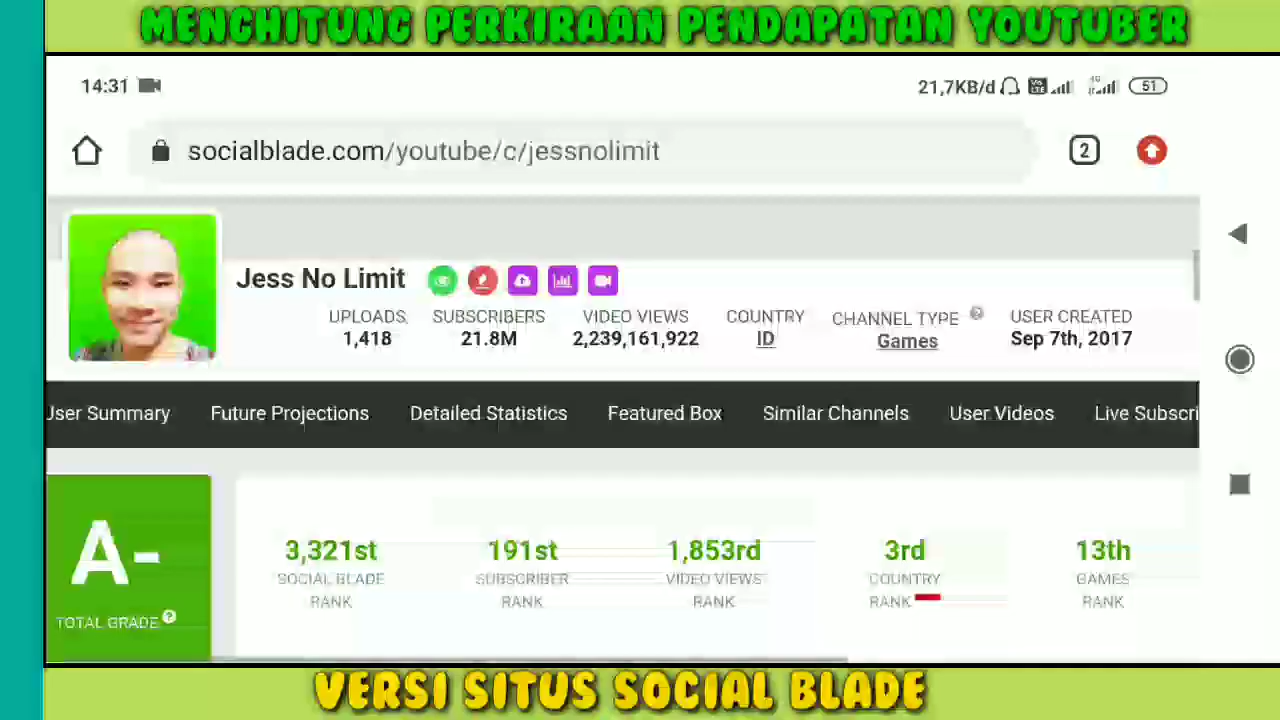 MENGHITUNG PERKIRAAN PENDAPATAN YOUTUBER
14:31 21,7KB/d Vo LTE 4G 51
socialblade.com/youtube/c/jessnolimit 2
Jess No Limit
UPLOADS SUBSCRIBERS VIDEO VIEWS COUNTRY CHANNEL TYPE ? USER CREATED
1,418 21.8M 2,239,161,922 ID Games Sep 7th, 2017
User Summary Future Projections Detailed Statistics Featured Box Similar Channels User Videos Live Subscri
A-
TOTAL GRADE ?
3,321st 191st 1,853rd 3rd 13th
SOCIAL BLADE SUBSCRIBER VIDEO VIEWS COUNTRY GAMES
RANK RANK RANK RANK RANK
VERSI SITUS SOCIAL BLADE